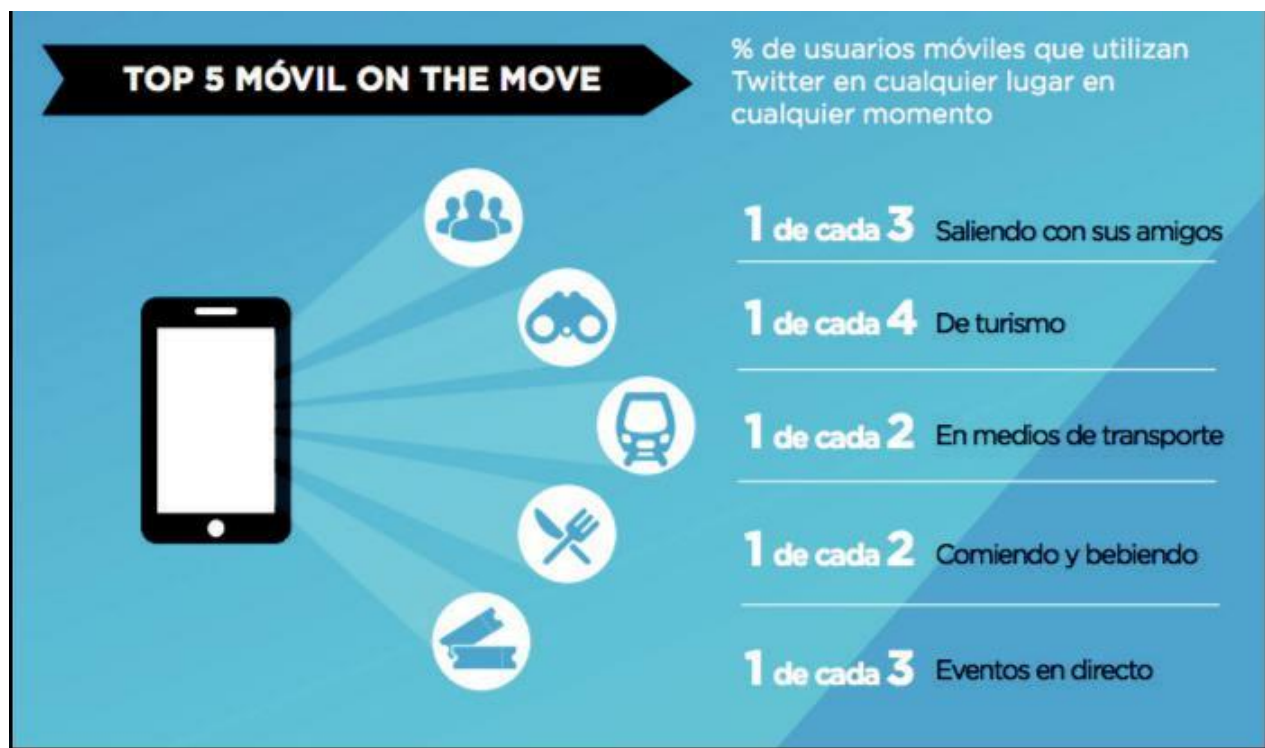 TOP 5 MÓVIL ON THE MOVE
% de usuarios móviles que utilizan
Twitter en cualquier lugar en
cualquier momento
1 de cada 3 Saliendo con sus amigos
1 de cada 4 De turismo
1 de cada 2 En medios de transporte
1 de cada 2 Comiendo y bebiendo
1 de cada 3 Eventos en directo